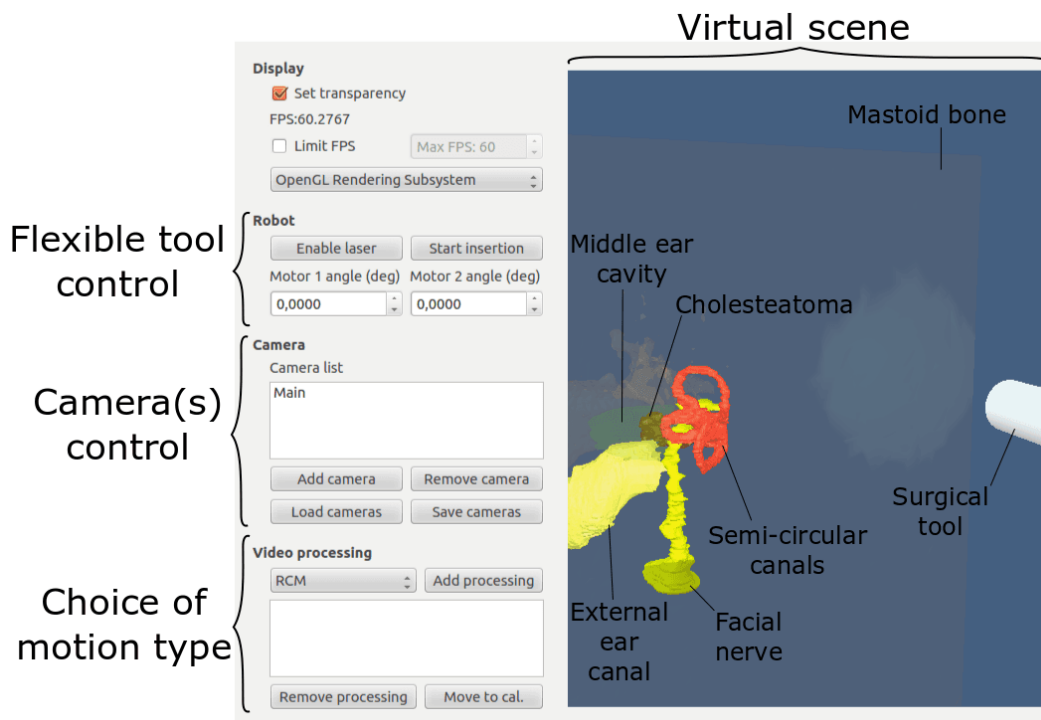 Virtual scene
Display
Set transparency
FPS:60.2767
Limit FPS
Max FPS: 60
OpenGL Rendering Subsystem
Flexible tool
control
Robot
Enable laser
Start insertion
Motor 1 angle (deg)
Motor 2 angle (deg)
0,0000
0,0000
Camera(s)
control
Camera
Camera list
Main
Add camera
Remove camera
Load cameras
Save cameras
Choice of
motion type
Video processing
RCM
Add processing
Remove processing
Move to cal.
Mastoid bone
Middle ear
cavity
Cholesteatoma
Surgical
tool
Semi-circular
canals
External
ear
canal
Facial
nerve